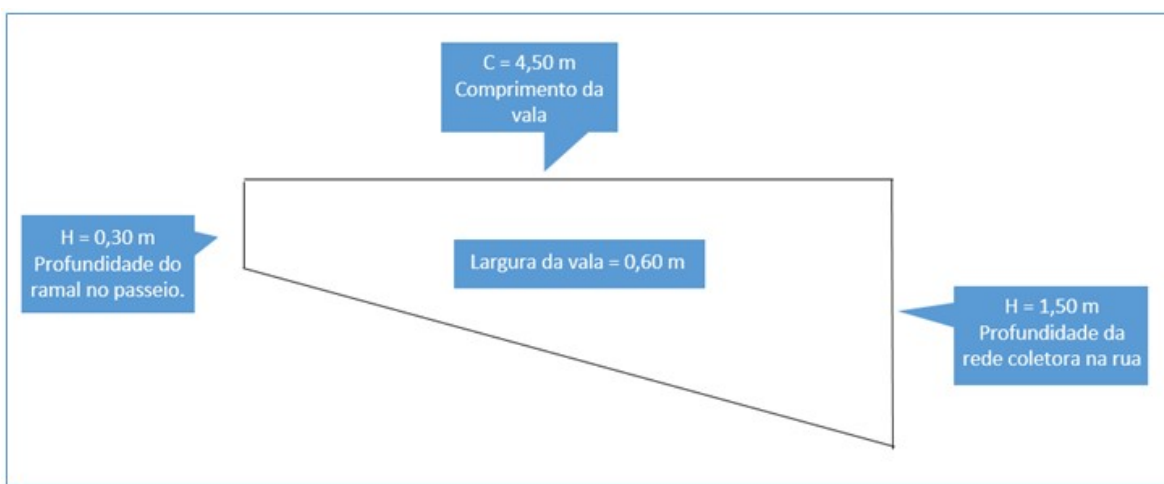 C = 4,50 m
Comprimento da
vala
H = 0,30 m
Profundidade do
ramal no passeio.
Largura da vala = 0,60 m
H = 1,50 m
Profundidade da
rede coletora na rua